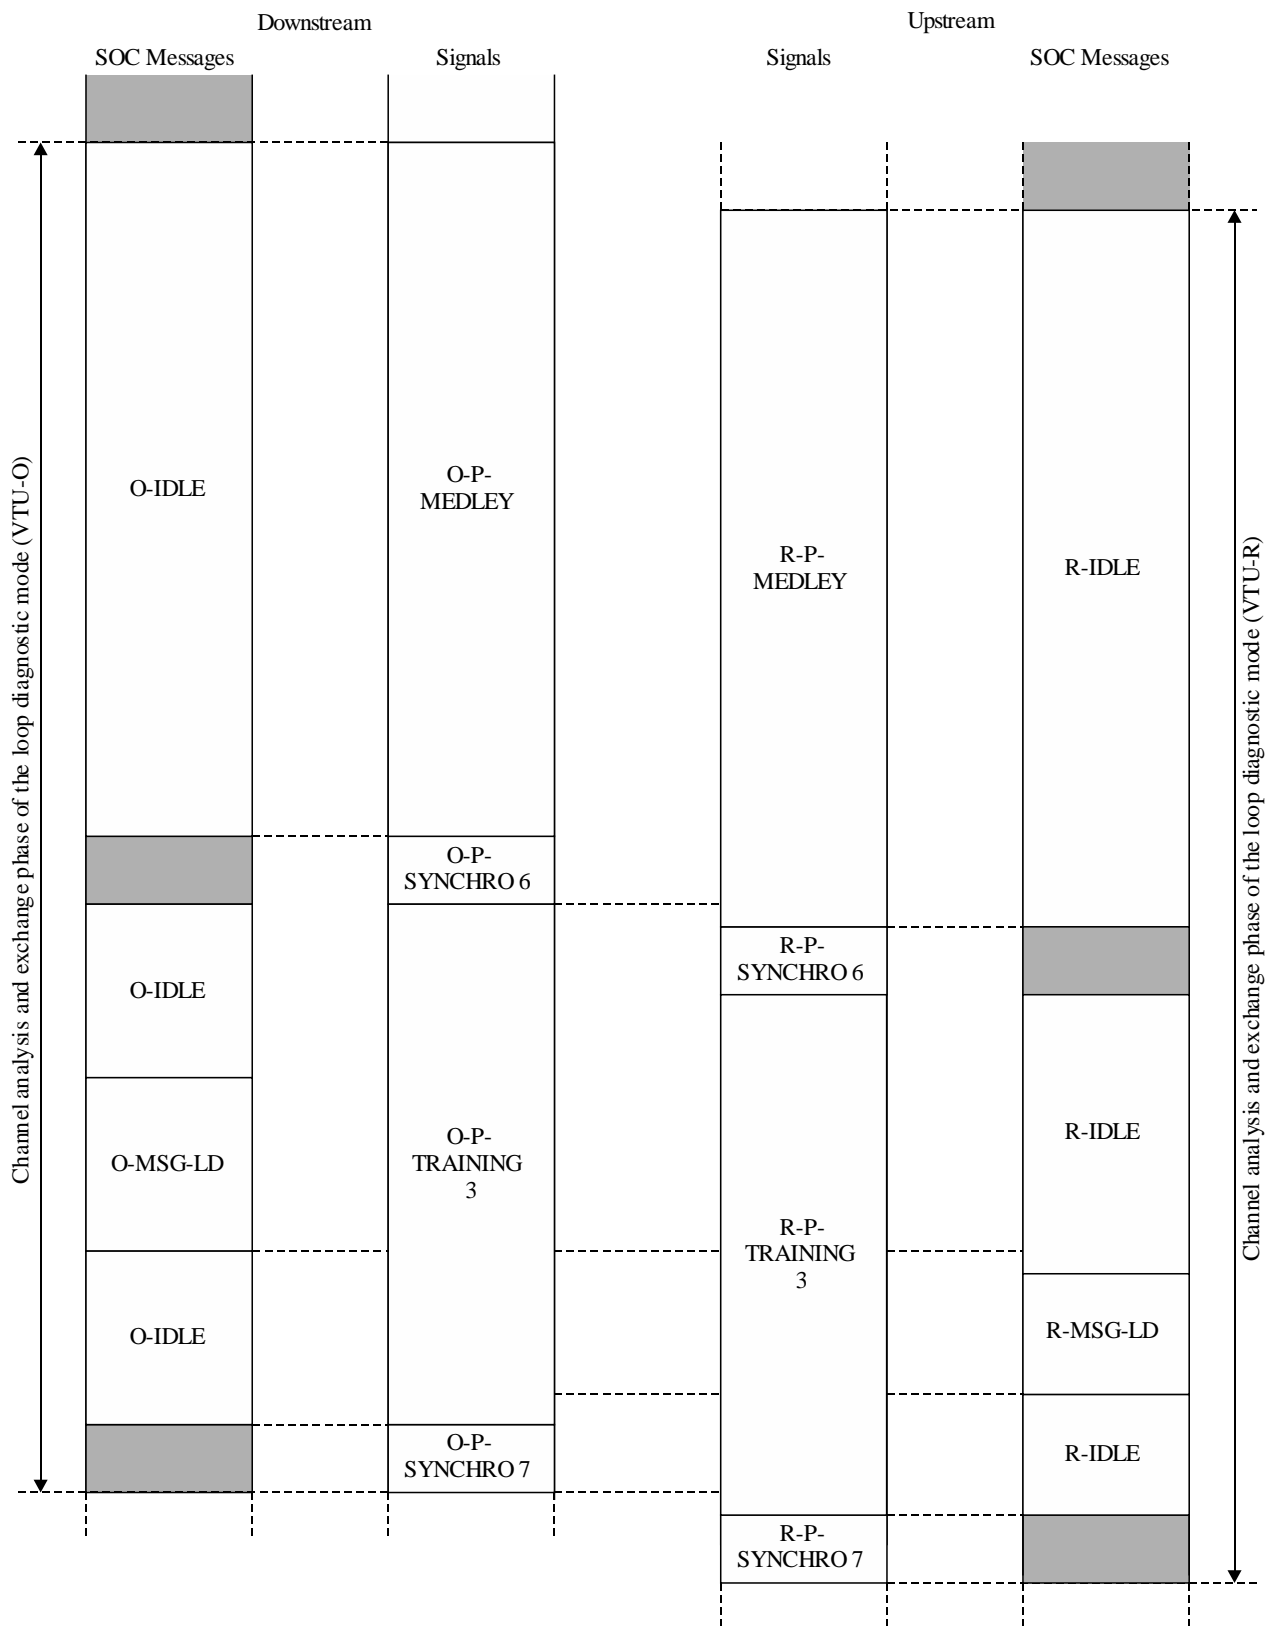 Downstream
Upstream
SOC Messages
Signals
Signals
SOC Messages
Channel analysis and exchange phase of the loop diagnostic mode (VTU-O)
O-IDLE
O-P-
MEDLEY
R-P-
MEDLEY
R-IDLE
Channel analysis and exchange phase of the loop diagnostic mode (VTU-R)
O-P-
SYNCHRO 6
R-P-
SYNCHRO 6
O-IDLE
O-MSG-LD
O-P-
TRAINING
3
R-IDLE
R-P-
TRAINING
3
O-IDLE
R-MSG-LD
O-P-
SYNCHRO 7
R-IDLE
R-P-
SYNCHRO 7